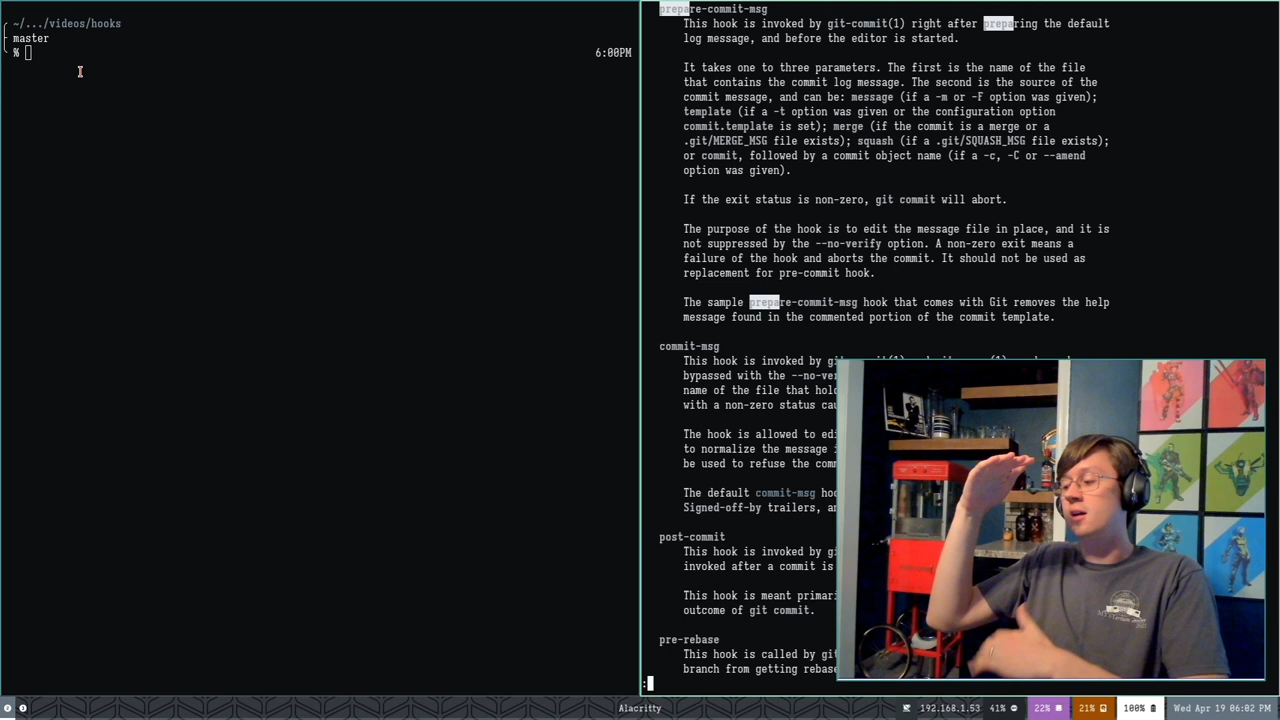 ~/.../videos/hooks
master
% 6:00PM
prepare-commit-msg
This hook is invoked by git-commit(1) right after preparing the default
log message, and before the editor is started.
It takes one to three parameters. The first is the name of the file
that contains the commit log message. The second is the source of the
commit message, and can be: message (if a -m or -F option was given);
template (if a -t option was given or the configuration option
commit.template is set); merge (if the commit is a merge or a
.git/MERGE_MSG file exists); squash (if a .git/SQUASH_MSG file exists);
or commit, followed by a commit object name (if a -c, -C or --amend
option was given).
If the exit status is non-zero, git commit will abort.
The purpose of the hook is to edit the message file in place, and it is
not suppressed by the --no-verify option. A non-zero exit means a
failure of the hook and aborts the commit. It should not be used as
replacement for pre-commit hook.
The sample prepare-commit-msg hook that comes with Git removes the help
message found in the commented portion of the commit template.
commit-msg
This hook is invoked by
bypassed with the
name of the file that
with a non-zero status
The hook is allowed to
to normalize the message
be used to refuse the
The default commit-msg
Signed-off-by trailers,
post-commit
This hook is invoked by
invoked after a commit is
This hook is meant
outcome of git commit.
pre-rebase
This hook is called by
branch from getting
:
Alacritty
192.168.1.53 41% 22% 21% 100% Wed Apr 19 06:02 PM